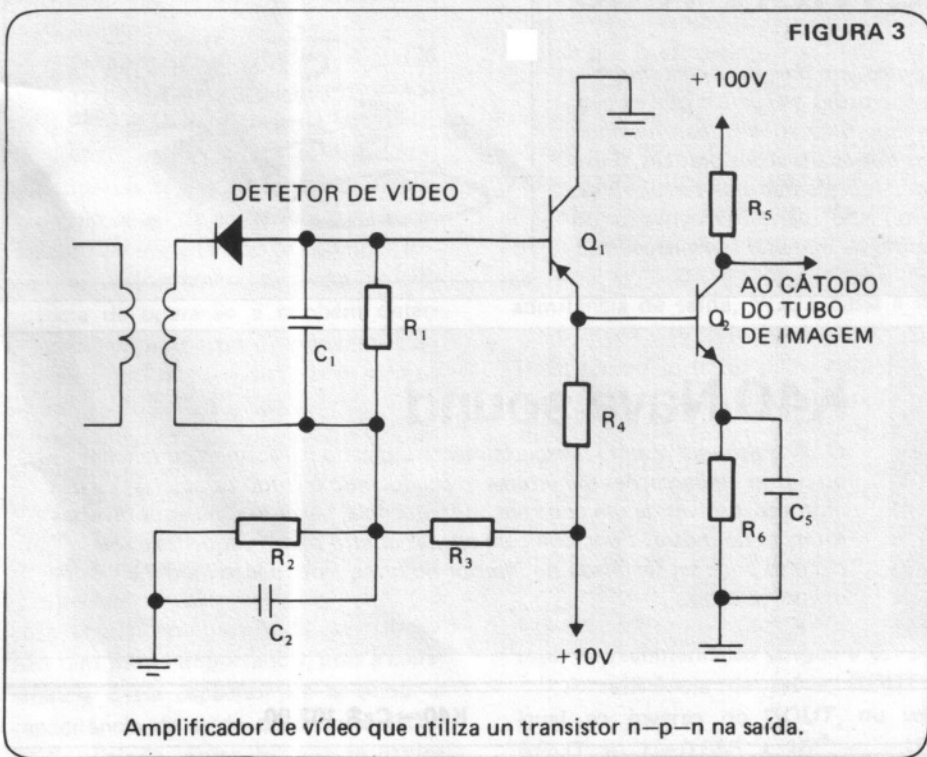 FIGURA 3
+ 100V
DETETOR DE VÍDEO
R5
Q1
AO CÁTODO
DO TUBO
DE IMAGEM
C1
R1
Q2
R4
R2
R3
R6
C5
C2
+10V
Amplificador de vídeo que utiliza un transistor n–p–n na saída.